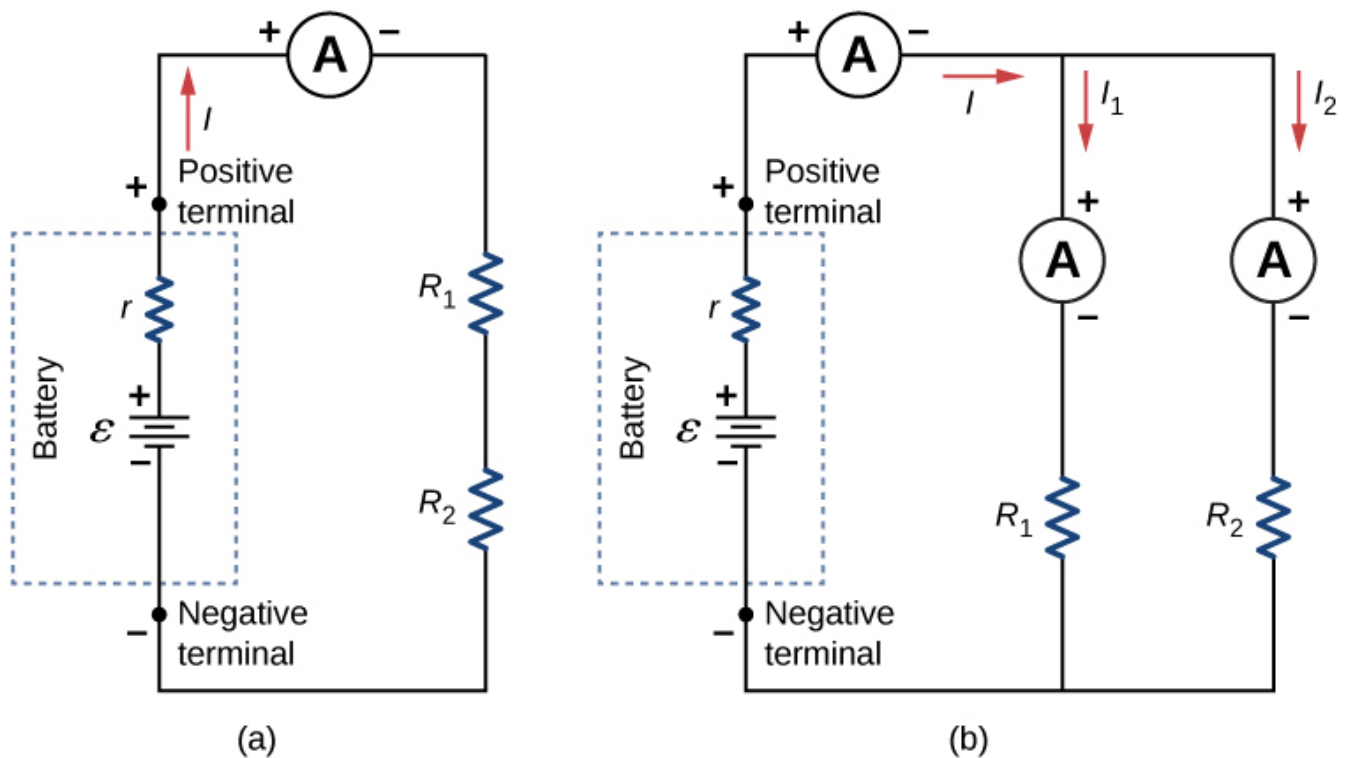 + A −
I
+ Positive
terminal
r
R1
Battery
+
ε
−
R2
Negative
− terminal
(a)
+ A −
I
I1
I2
+ Positive
terminal
+
+
A
A
−
−
r
Battery
+
ε
−
R1
R2
Negative
− terminal
(b)